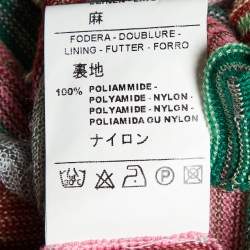 麻
FODERA - DOUBLURE -
LINING - FUTTER - FORRO
裏地
100% POLIAMMIDE -
POLYAMIDE - NYLON -
POLYAMIDE - NYLON -
POLIAMIDA OU NYLON
ナイロン